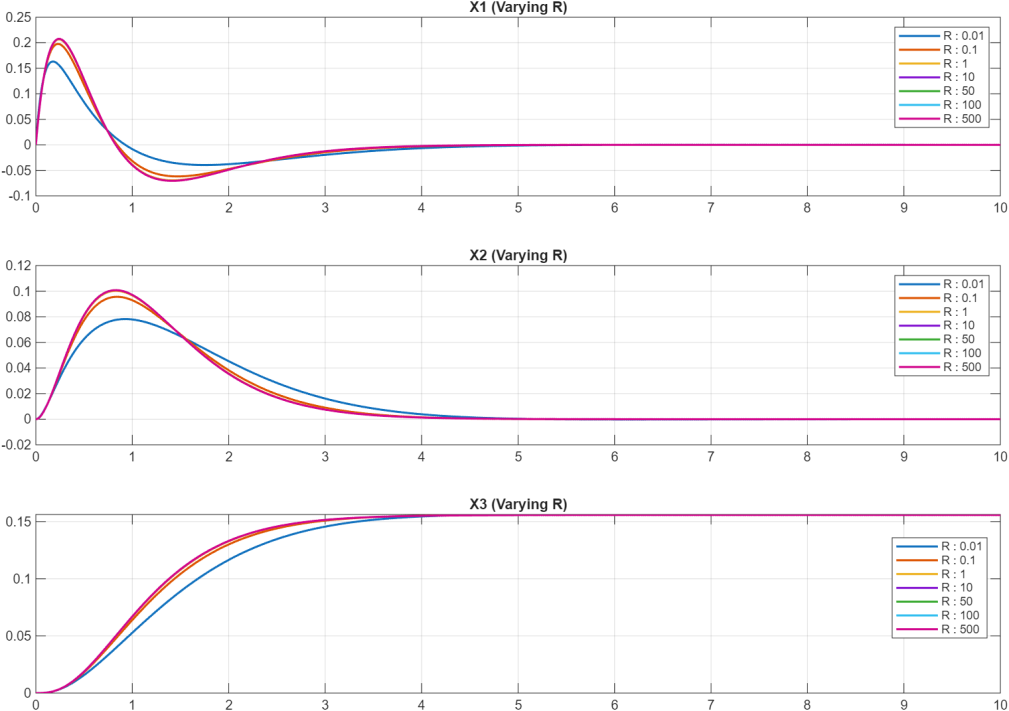 X1 (Varying R)
0.25
0.2
0.15
0.1
0.05
0
-0.05
-0.1
0 1 2 3 4 5 6 7 8 9 10
R : 0.01
R : 0.1
R : 1
R : 10
R : 50
R : 100
R : 500
X2 (Varying R)
0.12
0.1
0.08
0.06
0.04
0.02
0
-0.02
0 1 2 3 4 5 6 7 8 9 10
R : 0.01
R : 0.1
R : 1
R : 10
R : 50
R : 100
R : 500
X3 (Varying R)
0.15
0.1
0.05
0
0 1 2 3 4 5 6 7 8 9 10
R : 0.01
R : 0.1
R : 1
R : 10
R : 50
R : 100
R : 500